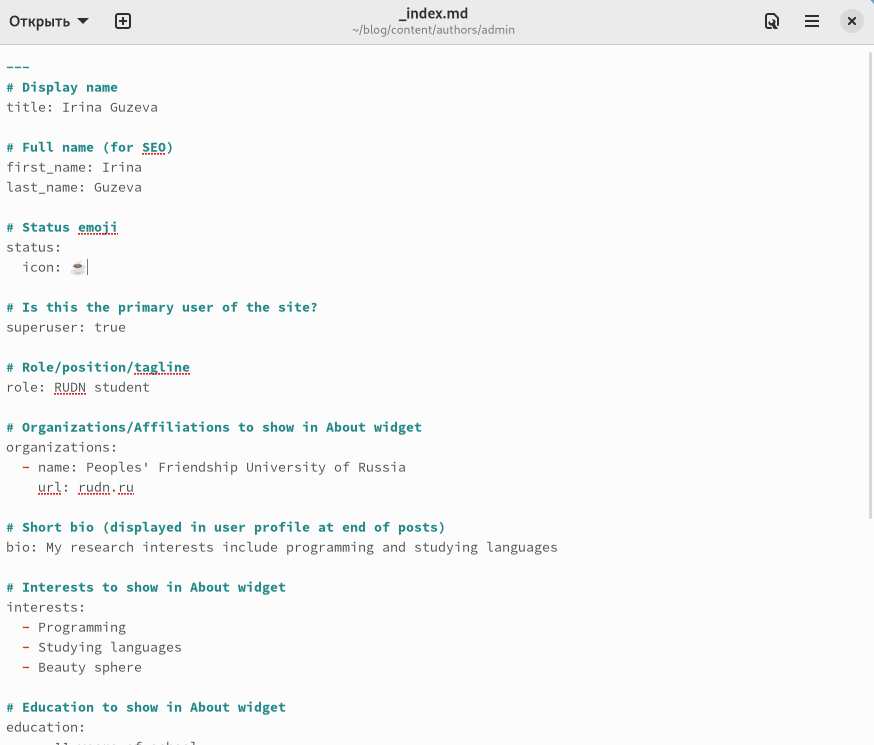 Открыть
_index.md
~/blog/content/authors/admin
---
# Display name
title: Irina Guzeva
# Full name (for SEO)
first_name: Irina
last_name: Guzeva
# Status emoji
status:
icon: ☕
# Is this the primary user of the site?
superuser: true
# Role/position/tagline
role: RUDN student
# Organizations/Affiliations to show in About widget
organizations:
- name: Peoples' Friendship University of Russia
url: rudn.ru
# Short bio (displayed in user profile at end of posts)
bio: My research interests include programming and studying languages
# Interests to show in About widget
interests:
- Programming
- Studying languages
- Beauty sphere
# Education to show in About widget
education: